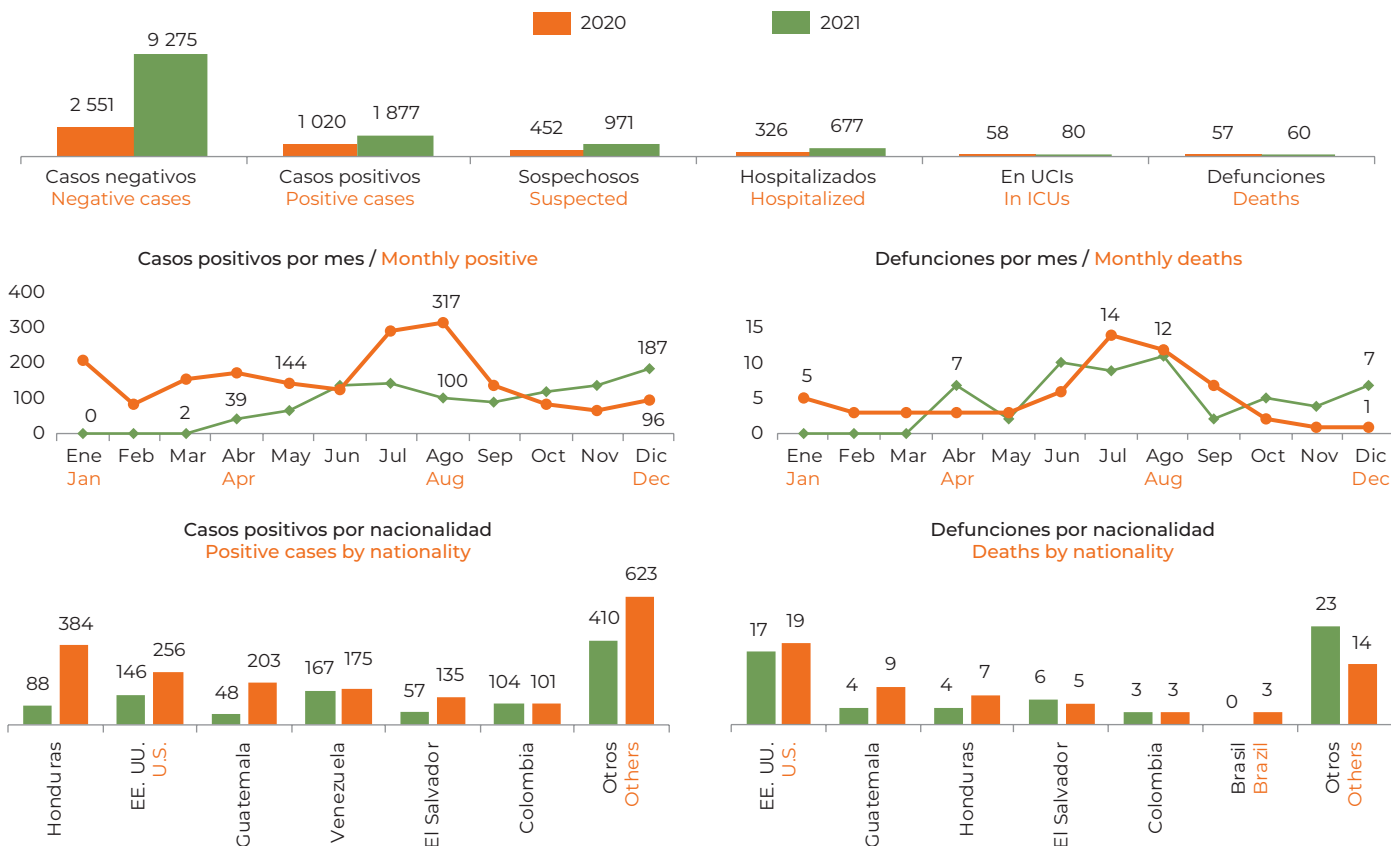 2020 2021
2 551 9 275 1 020 1 877 452 971 326 677 58 80 57 60
Casos negativos Casos positivos Sospechosos Hospitalizados En UCIs Defunciones
Negative cases Positive cases Suspected Hospitalized In ICUs Deaths
Casos positivos por mes / Monthly positive
400
300
200
100
0
317
144
187
100
39
0 2 96
Ene Feb Mar Abr May Jun Jul Ago Sep Oct Nov Dic
Jan Apr Aug Dec
Defunciones por mes / Monthly deaths
15
10
5
0
14
12
7 7
5
1
Ene Feb Mar Abr May Jun Jul Ago Sep Oct Nov Dic
Jan Apr Aug Dec
Casos positivos por nacionalidad
Positive cases by nationality
88 384 146 256 48 203 167 175 57 135 104 101 410 623
Honduras
EE. UU.
U.S.
Guatemala
Venezuela
El Salvador
Colombia
Otros
Others
Defunciones por nacionalidad
Deaths by nationality
17 19 4 9 4 7 6 5 3 3 0 3 23 14
EE. UU.
U.S.
Guatemala
Honduras
El Salvador
Colombia
Brasil
Brazil
Otros
Others